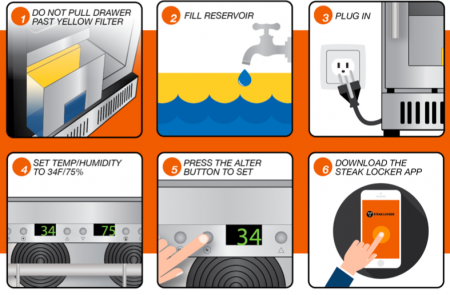 1 DO NOT PULL DRAWER
PAST YELLOW FILTER
2 FILL RESERVOIR
3 PLUG IN
4 SET TEMP/HUMIDITY
TO 34F/75%
34 75
5 PRESS THE ALTER
BUTTON TO SET
34
6 DOWNLOAD THE
STEAK LOCKER APP
STEAK LOCKER